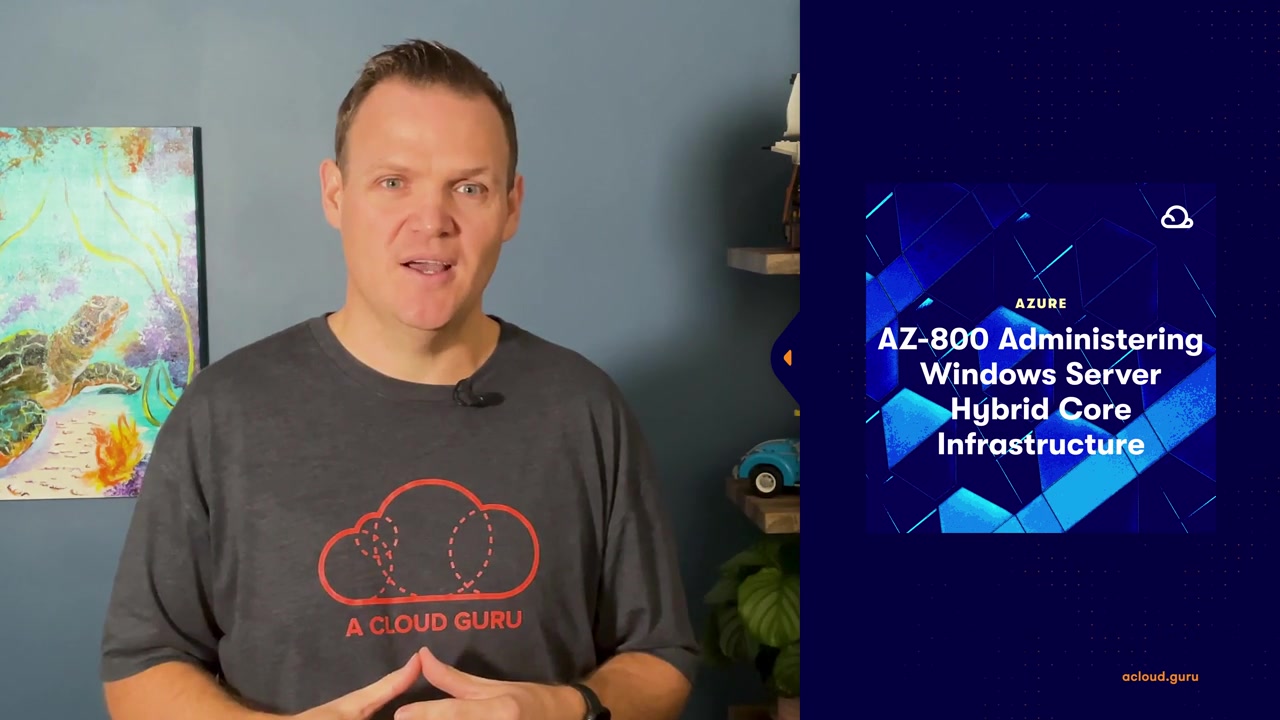 A CLOUD GURU
AZURE
AZ-800 Administering
Windows Server
Hybrid Core
Infrastructure
acloud.guru